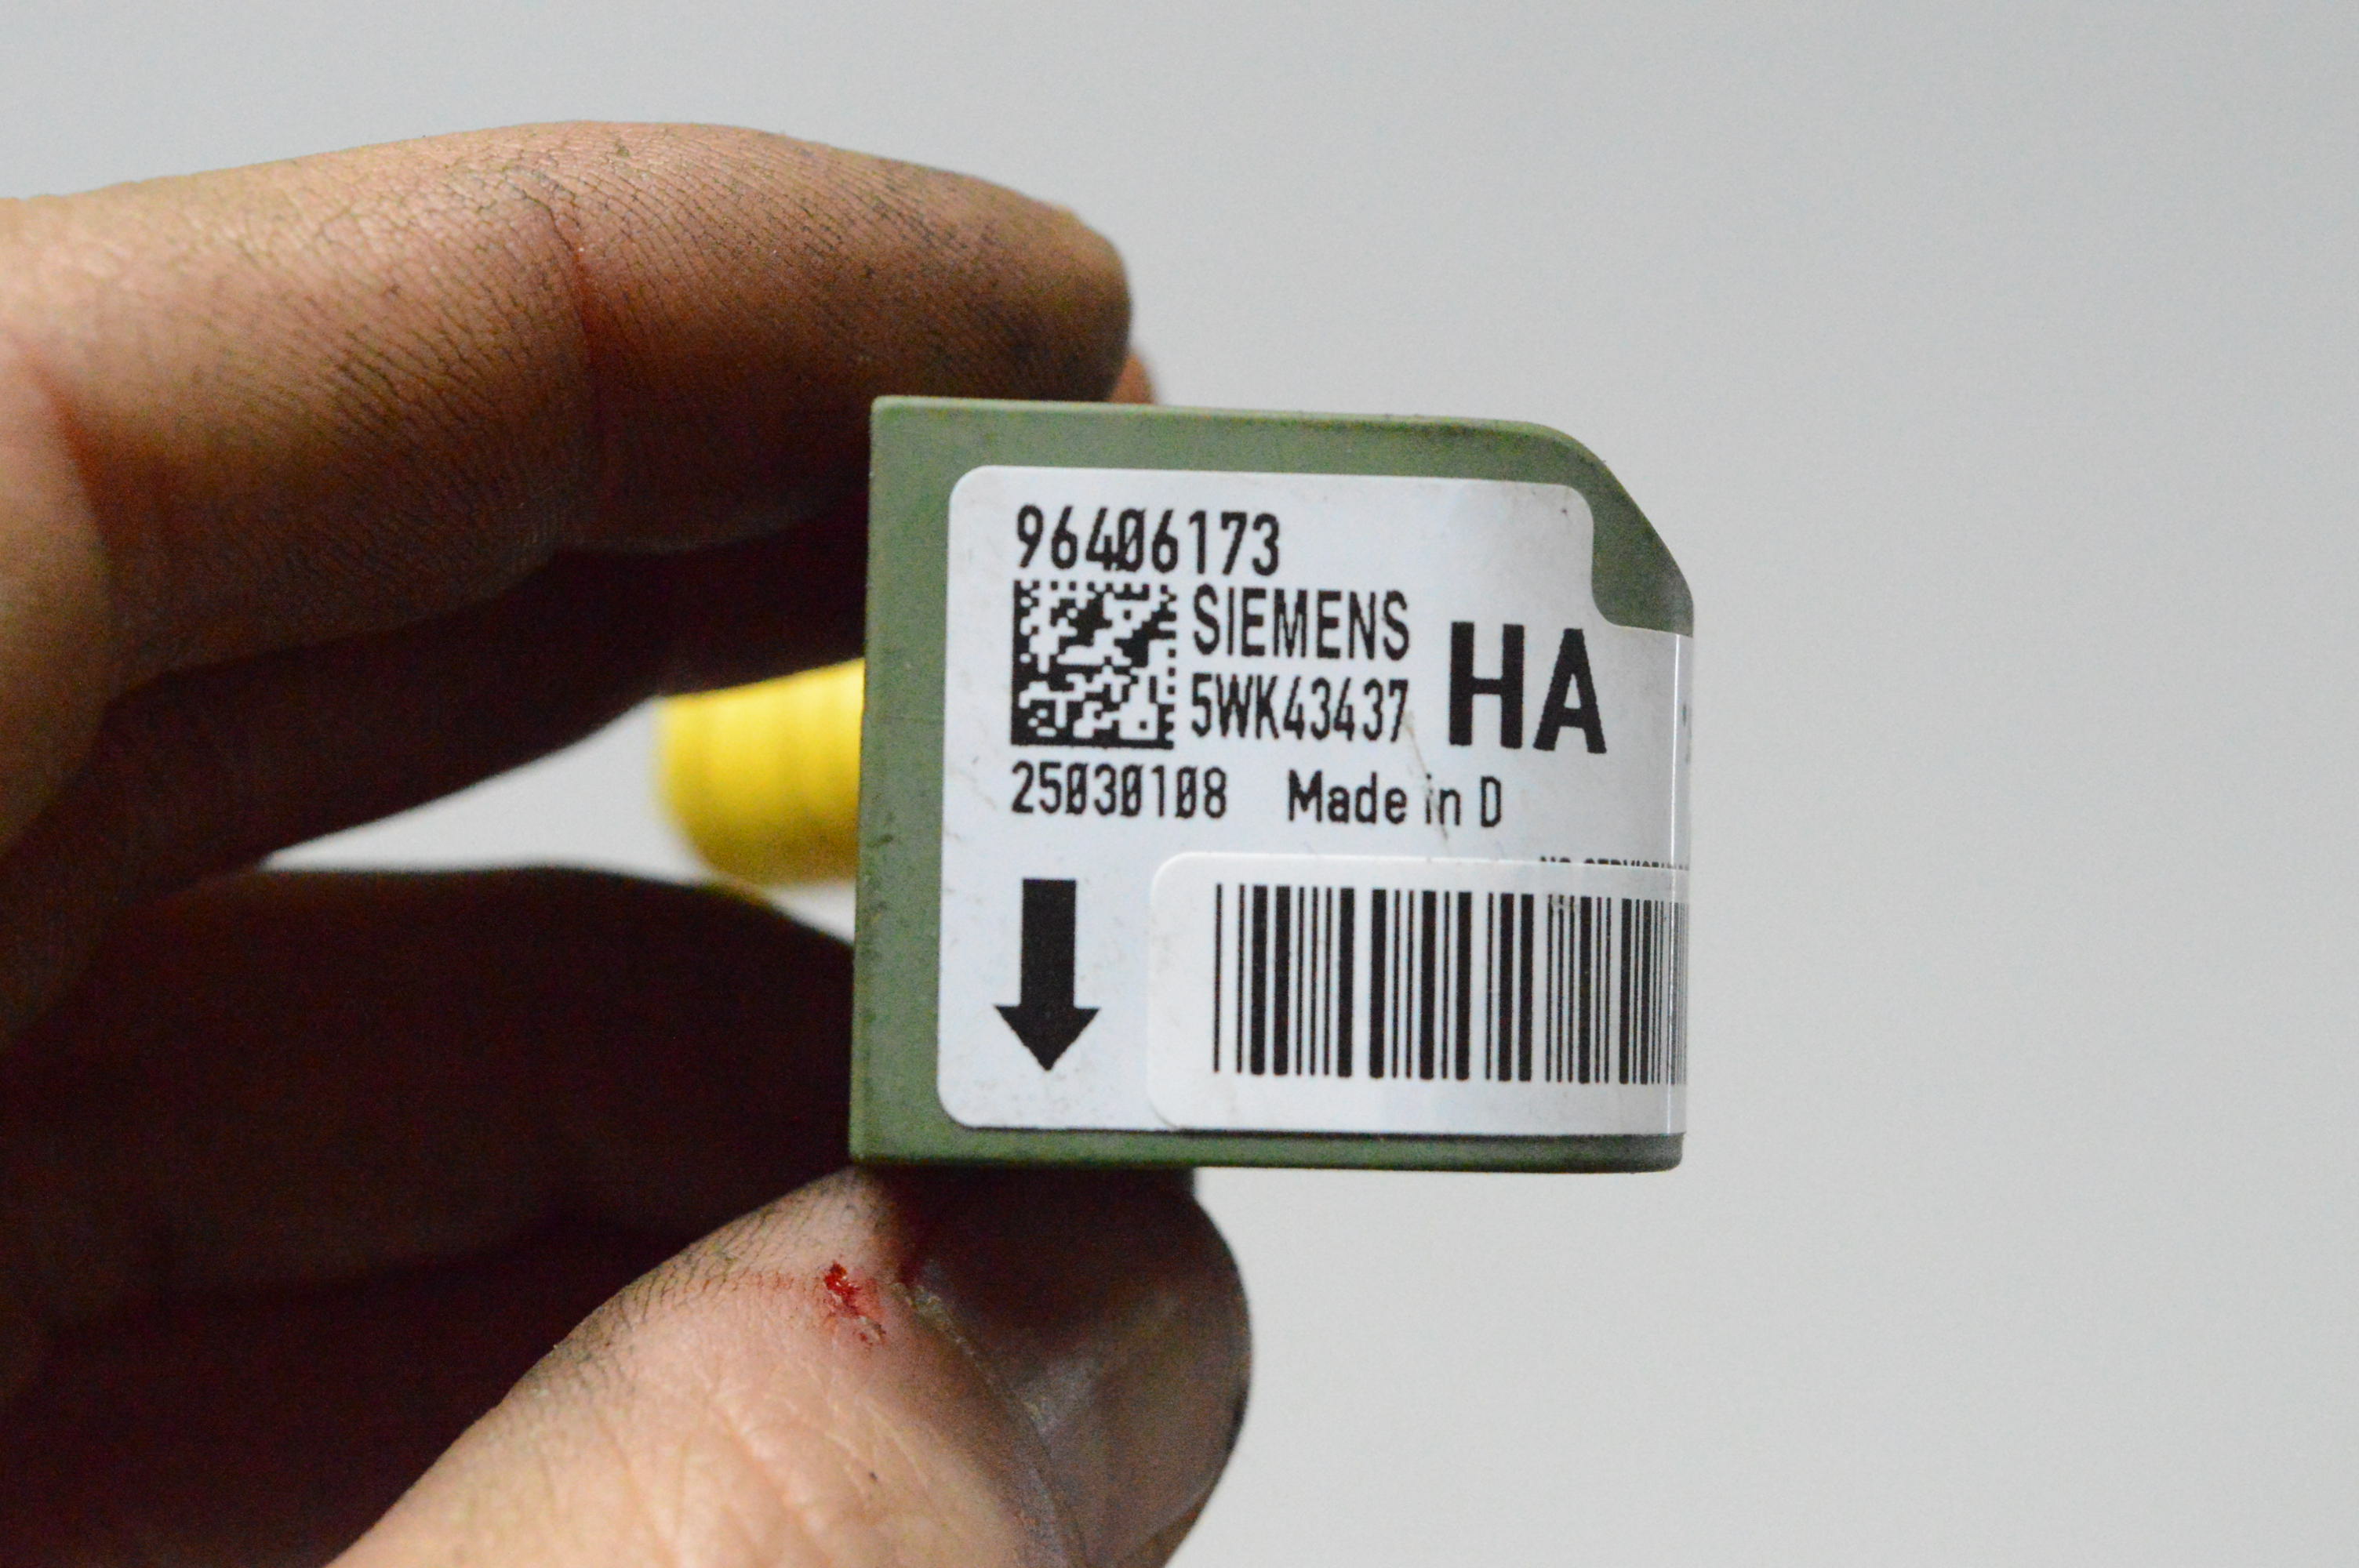 96406173
SIEMENS
5WK43437
HA
25030108 Made in D